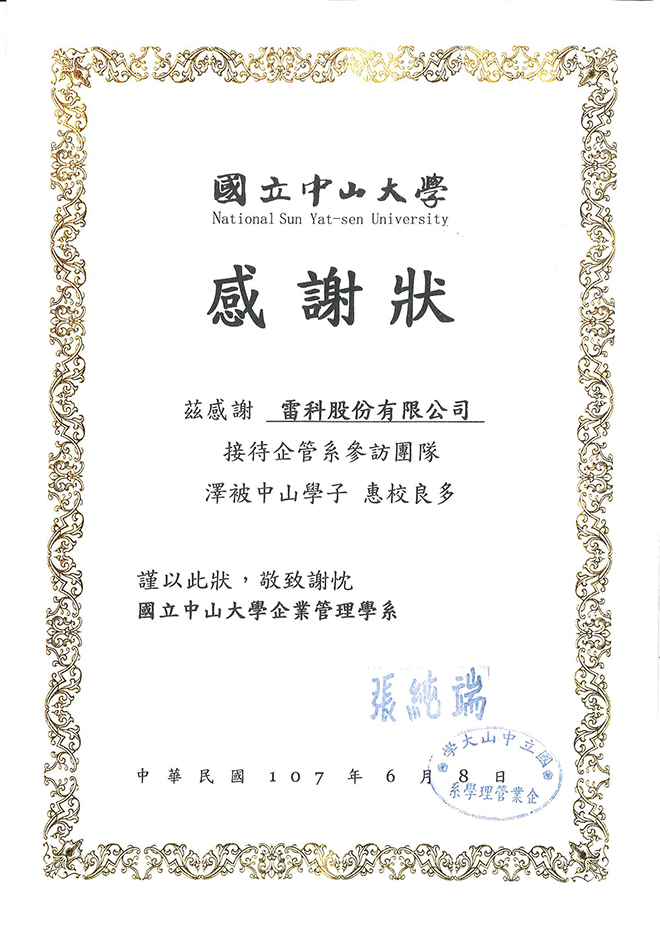 國立中山大學
National Sun Yat-sen University
感謝狀
茲感謝 雷科股份有限公司
接待企管系參訪團隊
澤被中山學子 惠校良多
謹以此狀，敬致謝忱
國立中山大學企業管理學系
張純端
國立中山大學
企業管理學系
中華民國 107 年 6 月 8 日